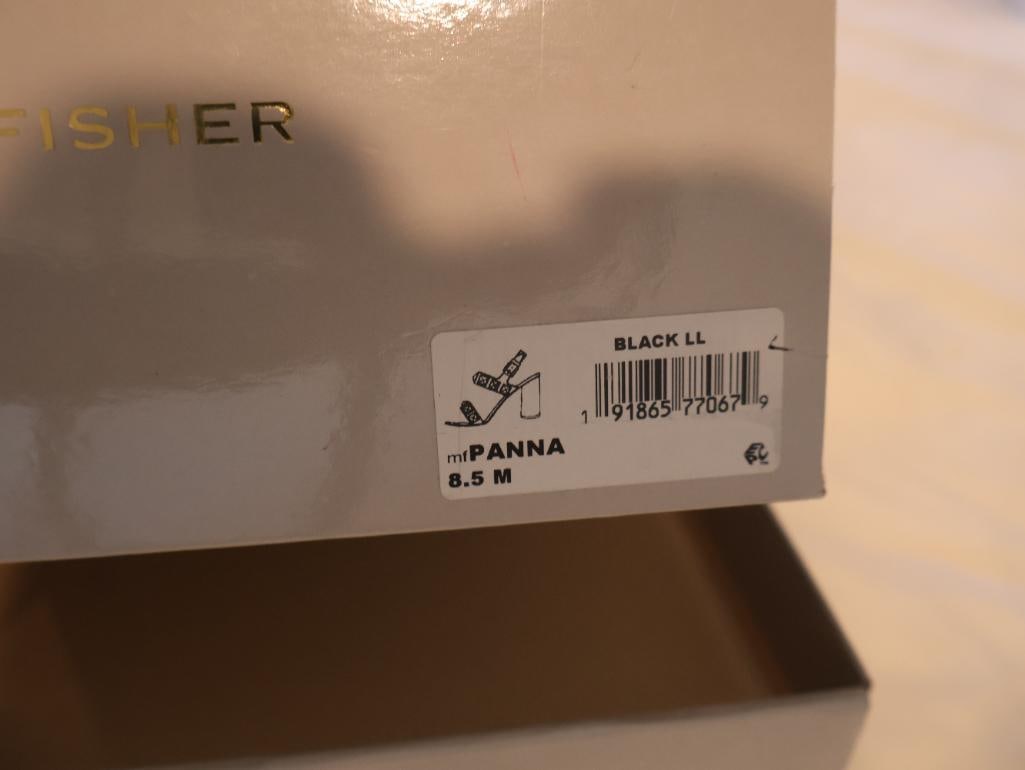 FISHER
BLACK LL
1 91865 77067 9
mfPANNA
8.5 M